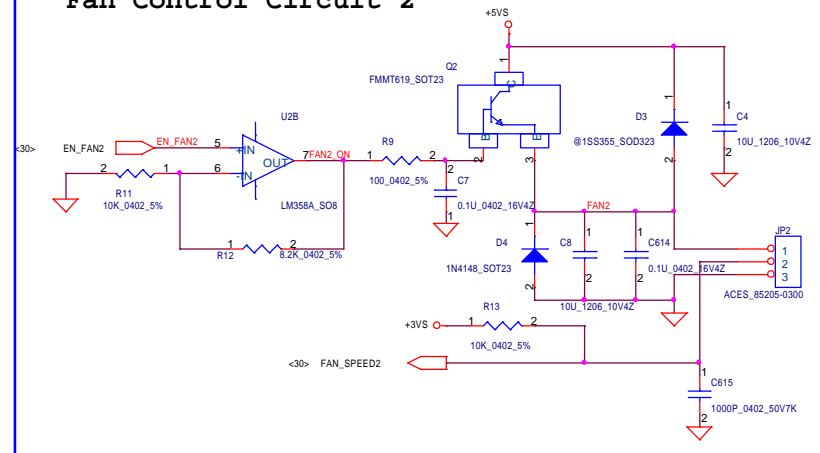 Fan Control Circuit 2
+5VS
Q2
FMMT619_SOT23
1
C
B
E
2
3
U2B
<30>
EN_FAN2
EN_FAN2
5
+IN
6
-IN
OUT
7
FAN2_ON
LM358A_SO8
2
1
R11
10K_0402_5%
1
2
R12
8.2K_0402_5%
R9
1
2
100_0402_5%
2
C7
0.1U_0402_16V4Z
1
1
D3
@1SS355_SOD323
2
1
C4
10U_1206_10V4Z
2
FAN2
1
D4
1N4148_SOT23
2
1
C8
2
10U_1206_10V4Z
1
C614
0.1U_0402_16V4Z
2
JP2
1
2
3
ACES_85205-0300
R13
+3VS
1
2
10K_0402_5%
<30>
FAN_SPEED2
1
C615
1000P_0402_50V7K
2